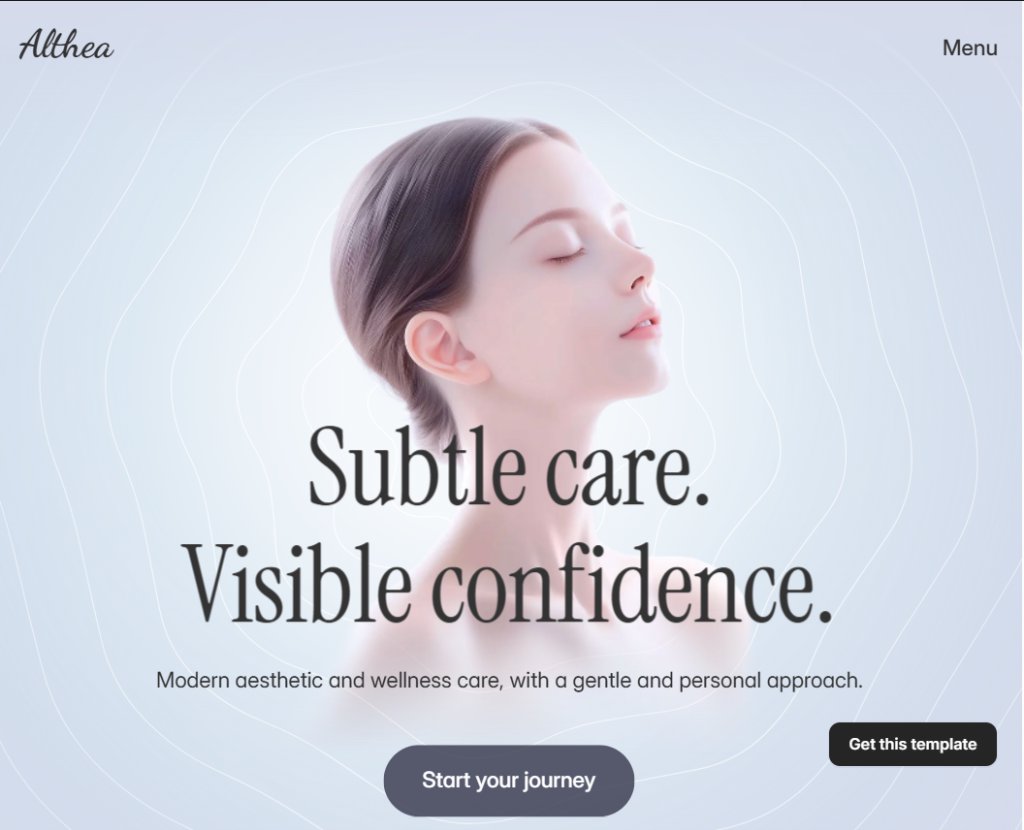 Althea
Menu
Subtle care.
Visible confidence.
Modern aesthetic and wellness care, with a gentle and personal approach.
Get this template
Start your journey